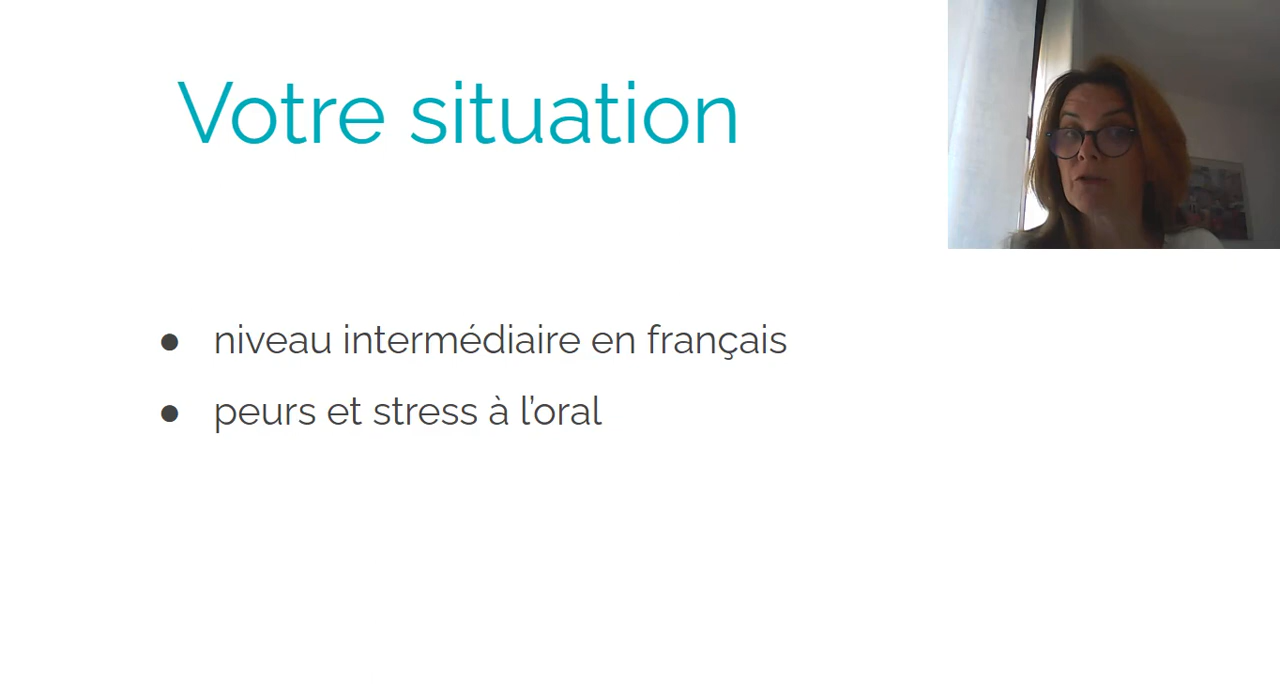 Votre situation
● niveau intermédiaire en français
● peurs et stress à l’oral